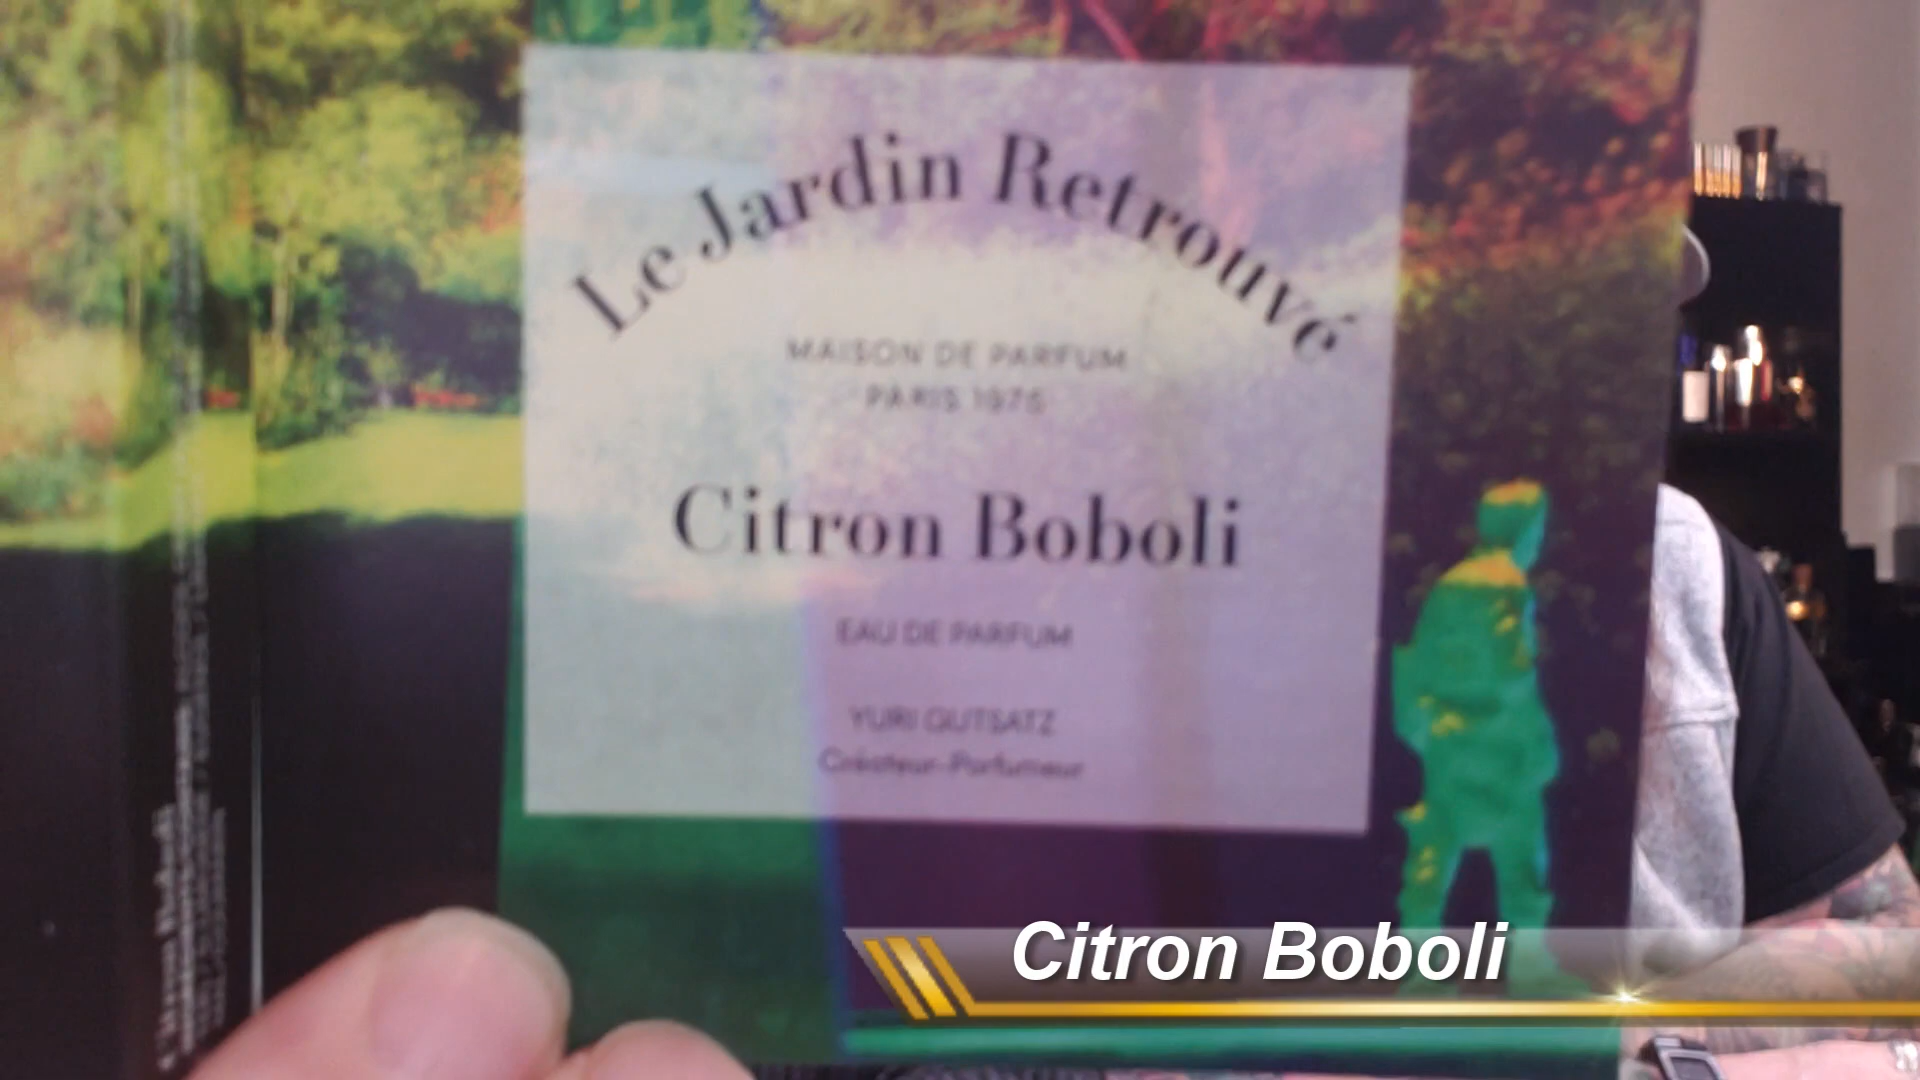 Le Jardin Retrouvé
MAISON DE PARFUM
PARIS 1975
Citron Boboli
EAU DE PARFUM
YURI GUTSATZ
Créateur-Parfumeur
Citron Boboli